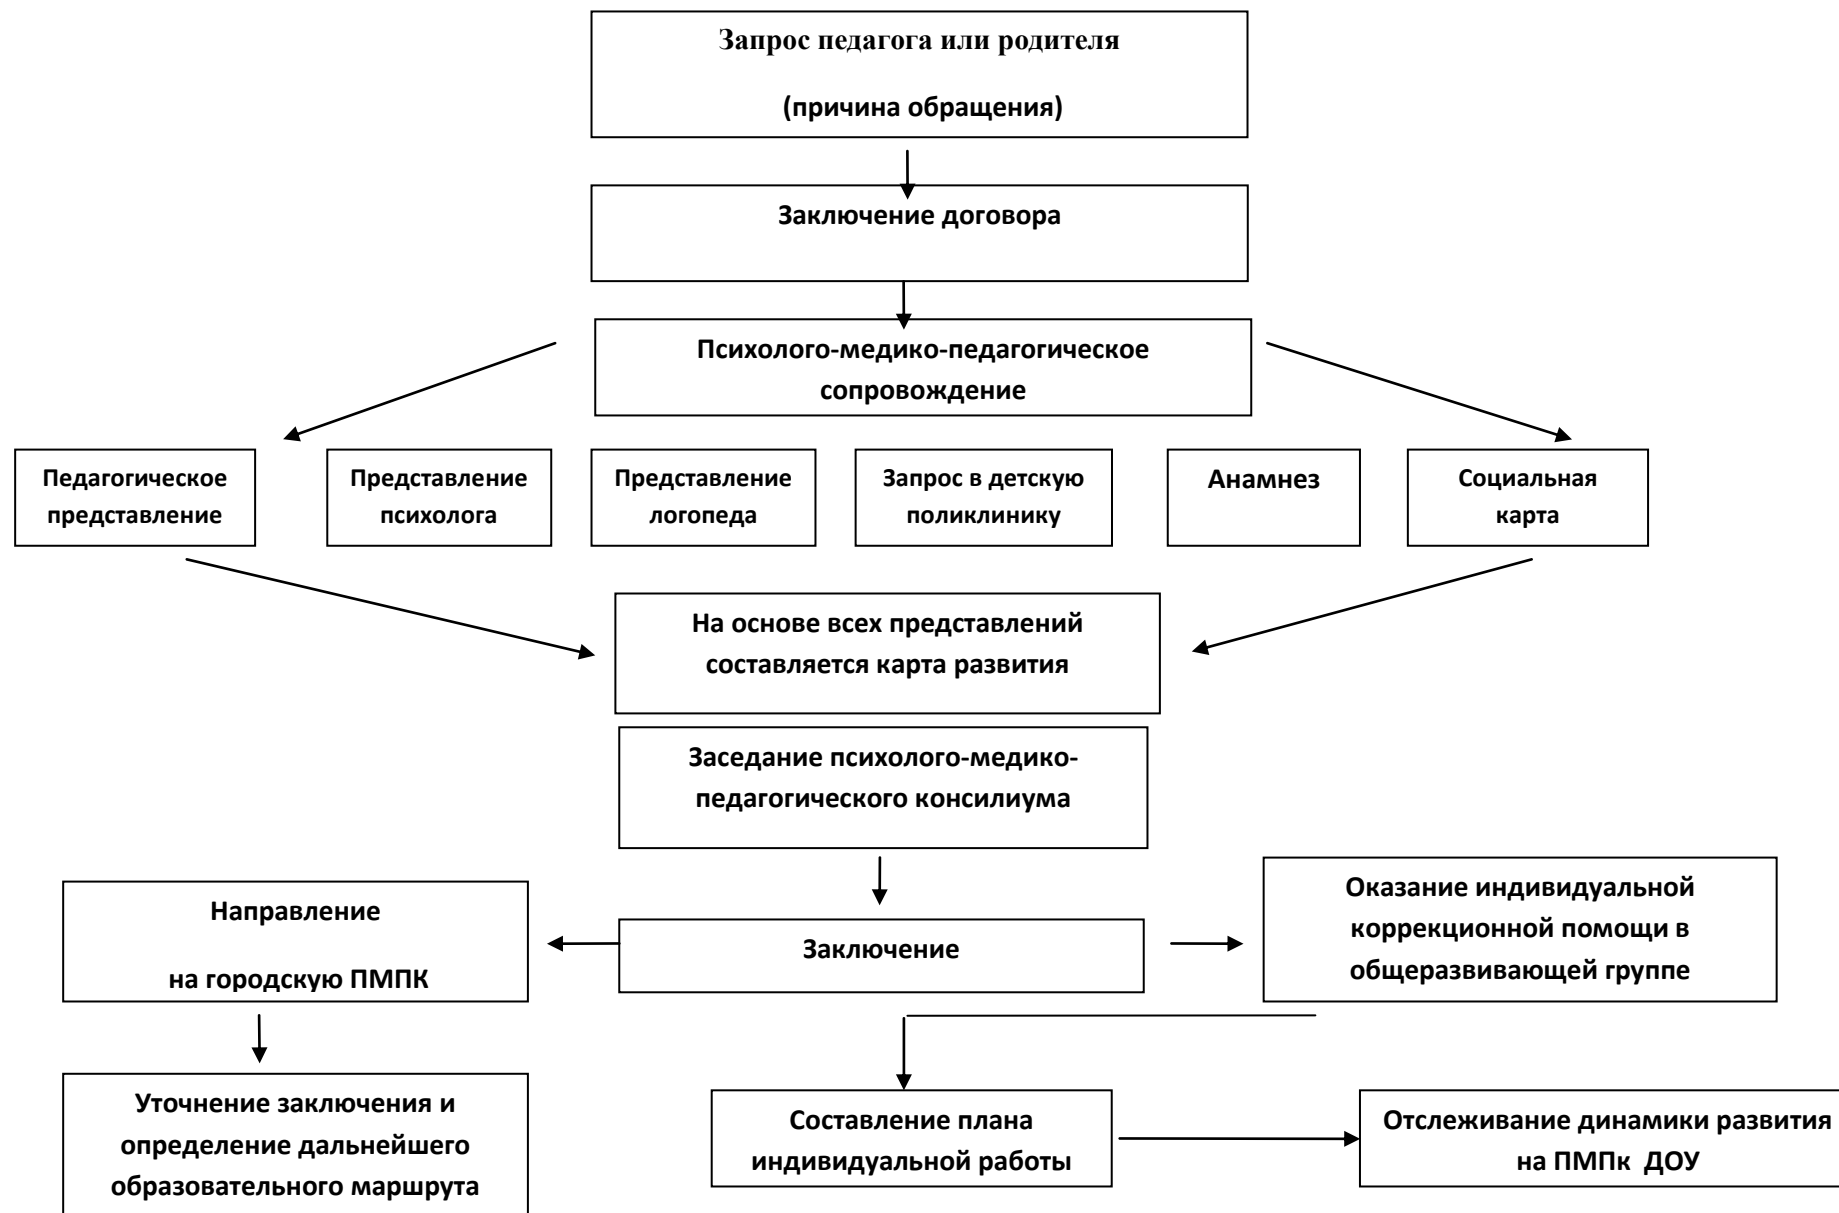 Запрос педагога или родителя
(причина обращения)
Заключение договора
Психолого-медико-педагогическое
сопровождение
Педагогическое
представление
Представление
психолога
Представление
логопеда
Запрос в детскую
поликлинику
Анамнез
Социальная
карта
На основе всех представлений
составляется карта развития
Заседание психолого-медико-
педагогического консилиума
Направление
на городскую ПМПК
Заключение
Оказание индивидуальной
коррекционной помощи в
общеразвивающей группе
Уточнение заключения и
определение дальнейшего
образовательного маршрута
Составление плана
индивидуальной работы
Отслеживание динамики развития
на ПМПк ДОУ